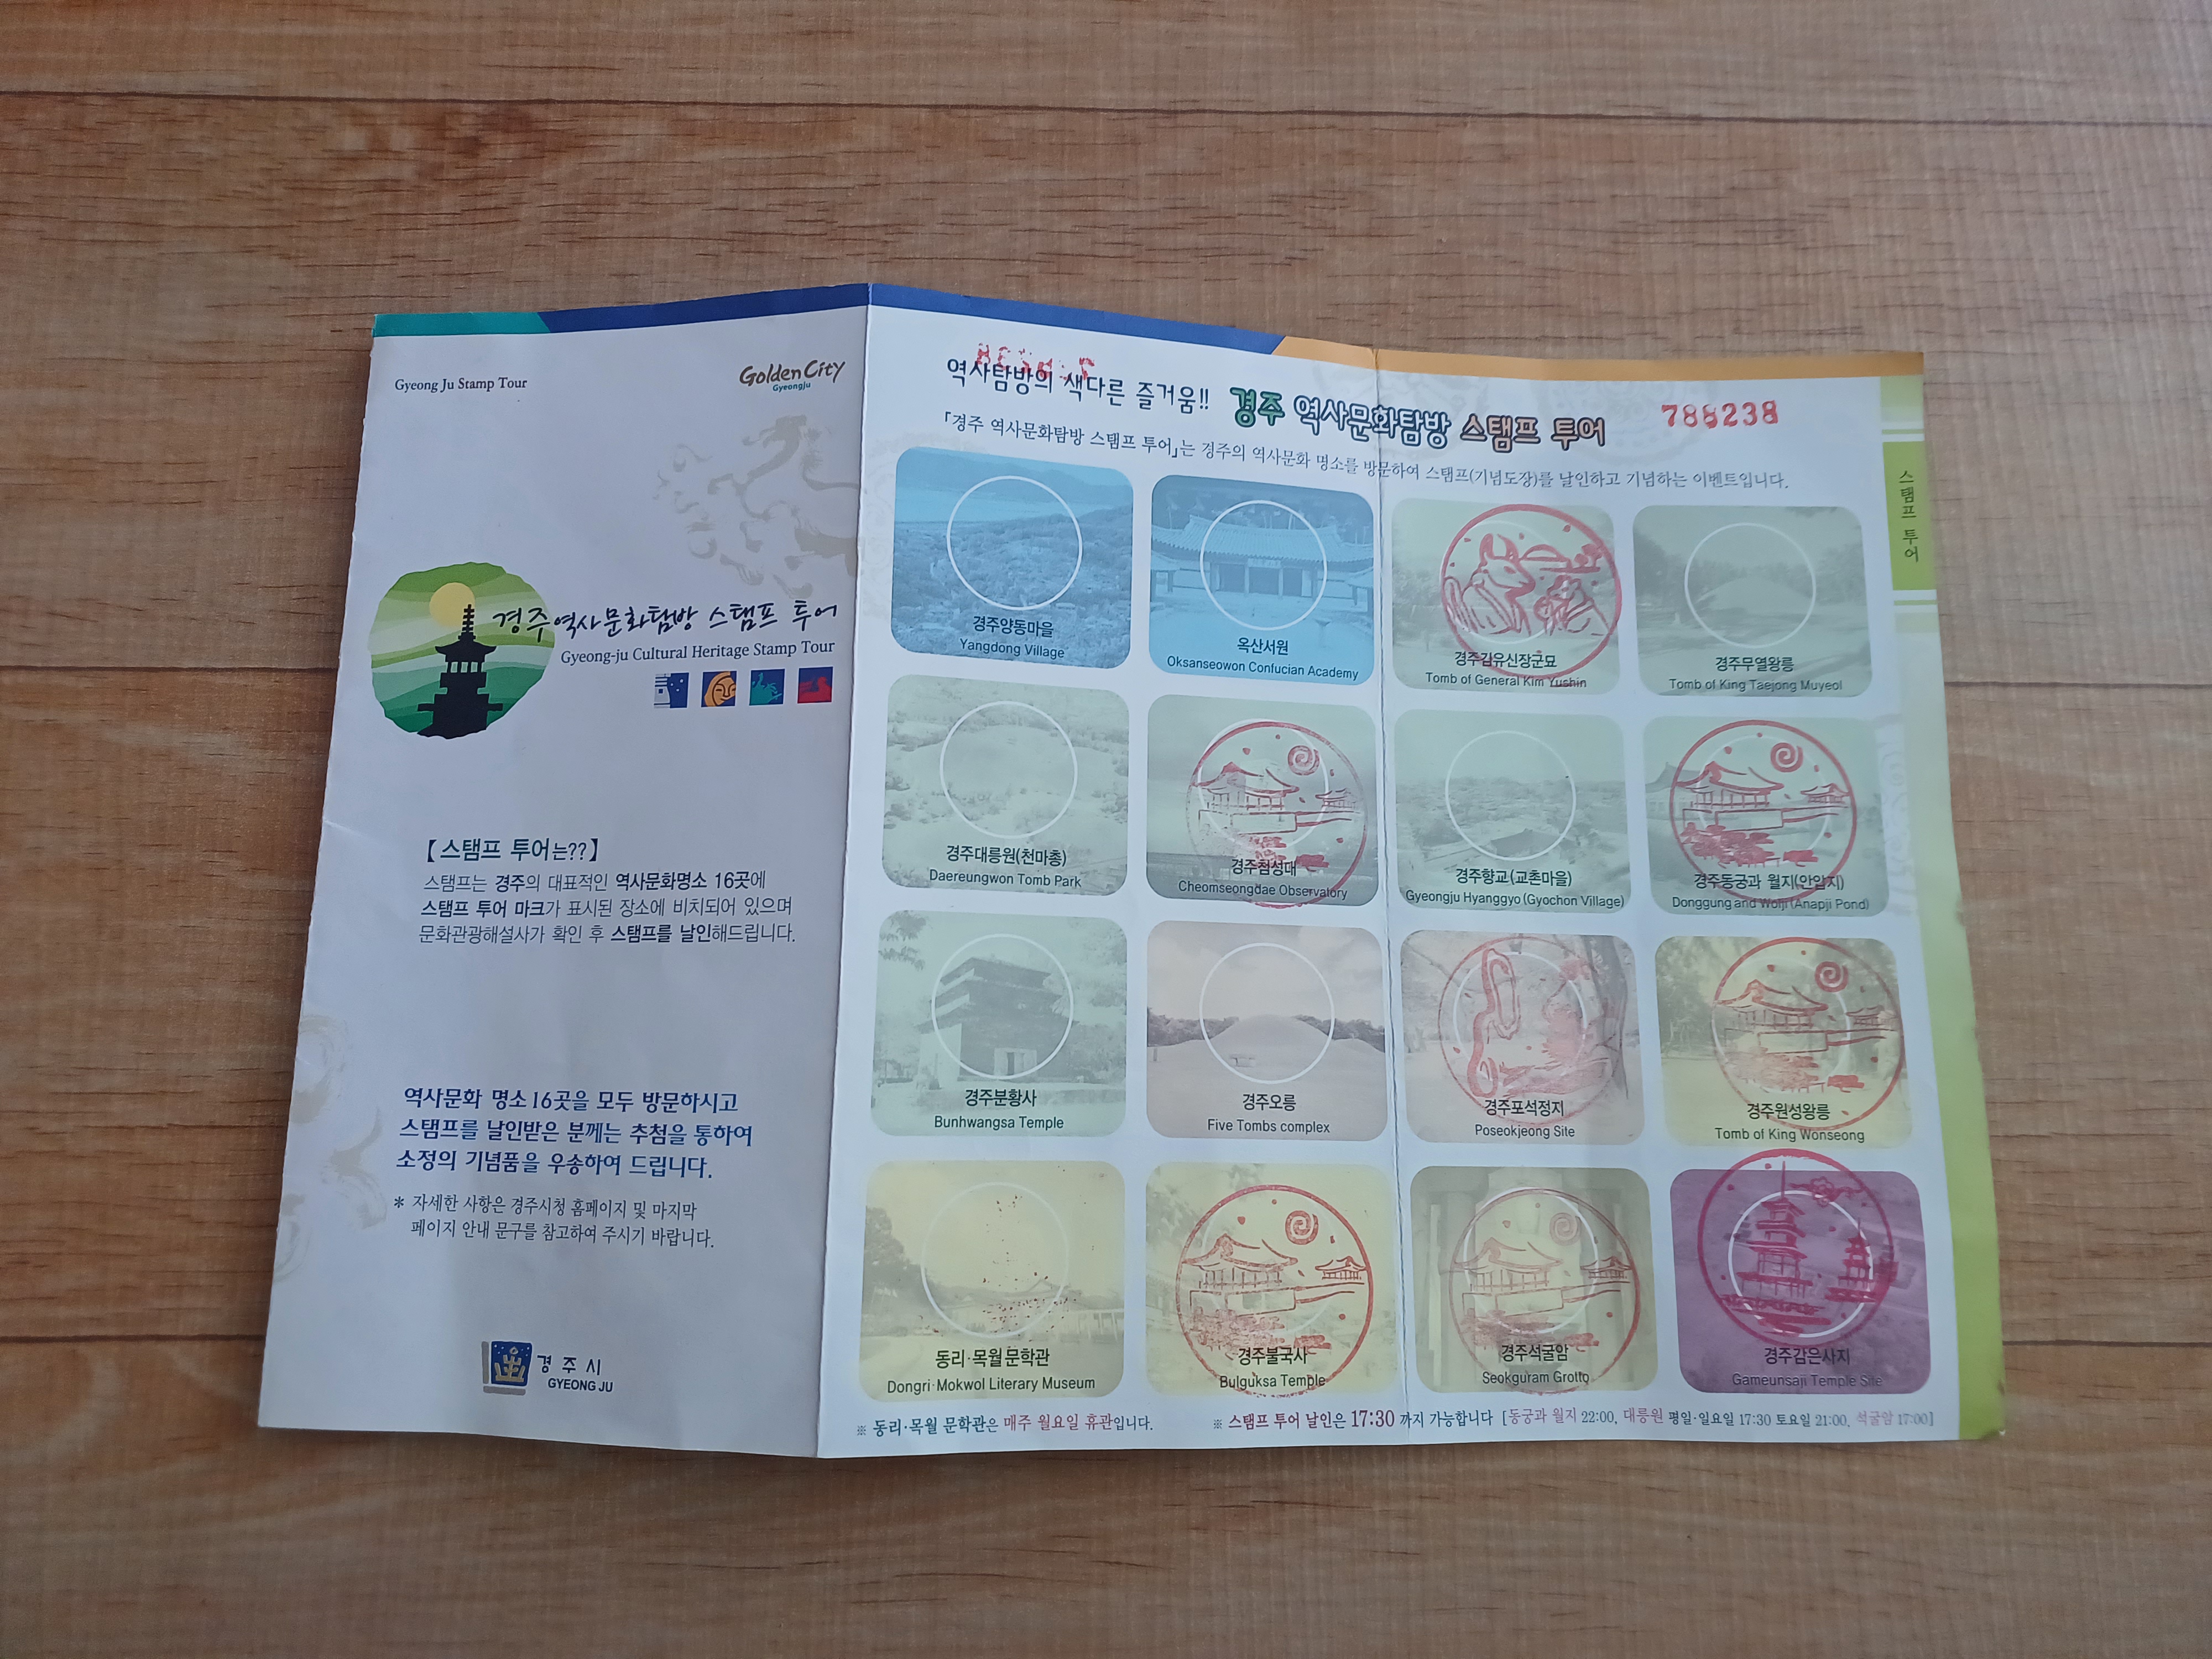 Gyeong Ju Stamp Tour
Golden City
Gyeongju
경주역사문화탐방 스탬프 투어
Gyeong-ju Cultural Heritage Stamp Tour
【스탬프 투어는??】
스탬프는 경주의 대표적인 역사문화명소 16곳에
스탬프 투어 마크가 표시된 장소에 비치되어 있으며
문화관광해설사가 확인 후 스탬프를 날인해드립니다.
역사문화 명소16곳을 모두 방문하시고
스탬프를 날인받은 분께는 추첨을 통하여
소정의 기념품을 우송하여 드립니다.
* 자세한 사항은 경주시청 홈페이지 및 마지막
페이지 안내 문구를 참고하여 주시기 바랍니다.
경주시
GYEONG JU
역사탐방의 색다른 즐거움!! 경주 역사문화탐방 스탬프 투어
788238
「경주 역사문화탐방 스탬프 투어」는 경주의 역사문화 명소를 방문하여 스탬프(기념도장)를 날인하고 기념하는 이벤트입니다.
스탬프 투어
경주양동마을
Yangdong Village
옥산서원
Oksanseowon Confucian Academy
경주김유신장군묘
Tomb of General Kim Yushin
경주무열왕릉
Tomb of King Taejong Muyeol
경주대릉원(천마총)
Daereungwon Tomb Park
경주첨성대
Cheomseongdae Observatory
경주향교(교촌마을)
Gyeongju Hyanggyo (Gyochon Village)
경주동궁과 월지(안압지)
Donggung and Wolji (Anapji Pond)
경주분황사
Bunhwangsa Temple
경주오릉
Five Tombs complex
경주포석정지
Poseokjeong Site
경주원성왕릉
Tomb of King Wonseong
동리·목월문학관
Dongri·Mokwol Literary Museum
경주불국사
Bulguksa Temple
경주석굴암
Seokguram Grotto
경주감은사지
Gameunsaji Temple Site
※ 동리·목월 문학관은 매주 월요일 휴관입니다.
※ 스탬프 투어 날인은 17:30 까지 가능합니다 [동궁과 월지 22:00, 대릉원 평일·일요일 17:30 토요일 21:00, 석굴암 17:00]